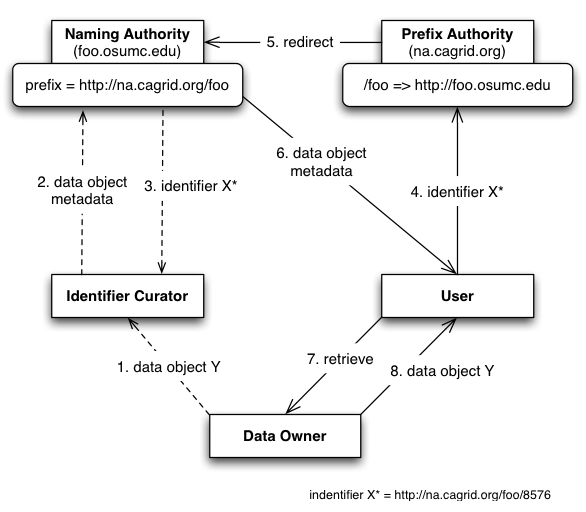 Naming Authority
(foo.osumc.edu)
5. redirect
Prefix Authority
(na.cagrid.org)
prefix = http://na.cagrid.org/foo
/foo => http://foo.osumc.edu
2. data object
metadata
3. identifier X*
6. data object
metadata
4. identifier X*
Identifier Curator
User
1. data object Y
7. retrieve
8. data object Y
Data Owner
indentifier X* = http://na.cagrid.org/foo/8576